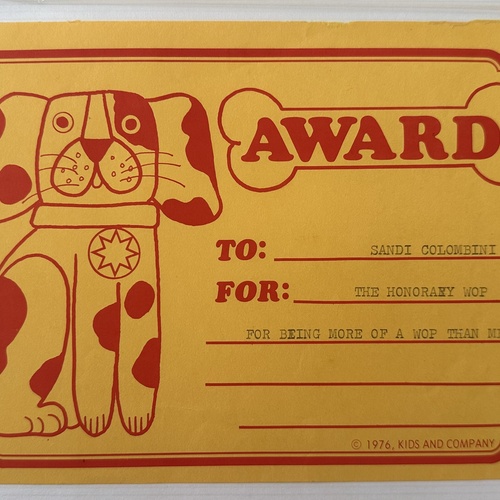 AWARD
TO: SANDI COLOMBINI
FOR: THE HONORARY WOP
FOR BEING MORE OF A WOP THAN
© 1976, KIDS AND COMPANY